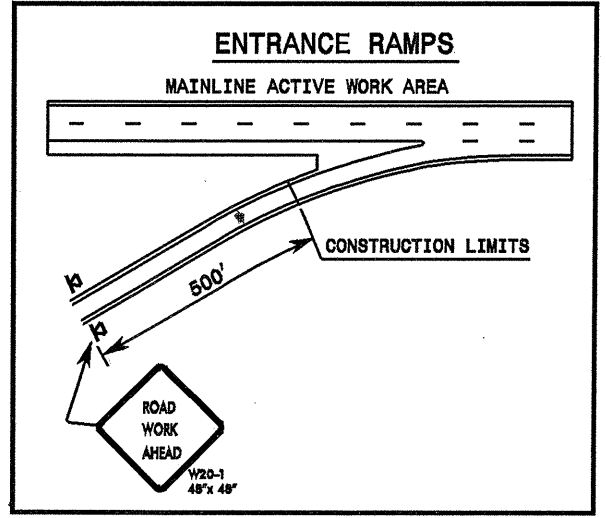 ENTRANCE RAMPS
MAINLINE ACTIVE WORK AREA
CONSTRUCTION LIMITS
500'
ROAD
WORK
AHEAD
W20-1
48"x 48"